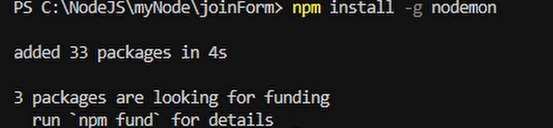 PS C:\NodeJS\myNode\joinForm> npm install -g nodemon
added 33 packages in 4s
3 packages are looking for funding
  run `npm fund` for details